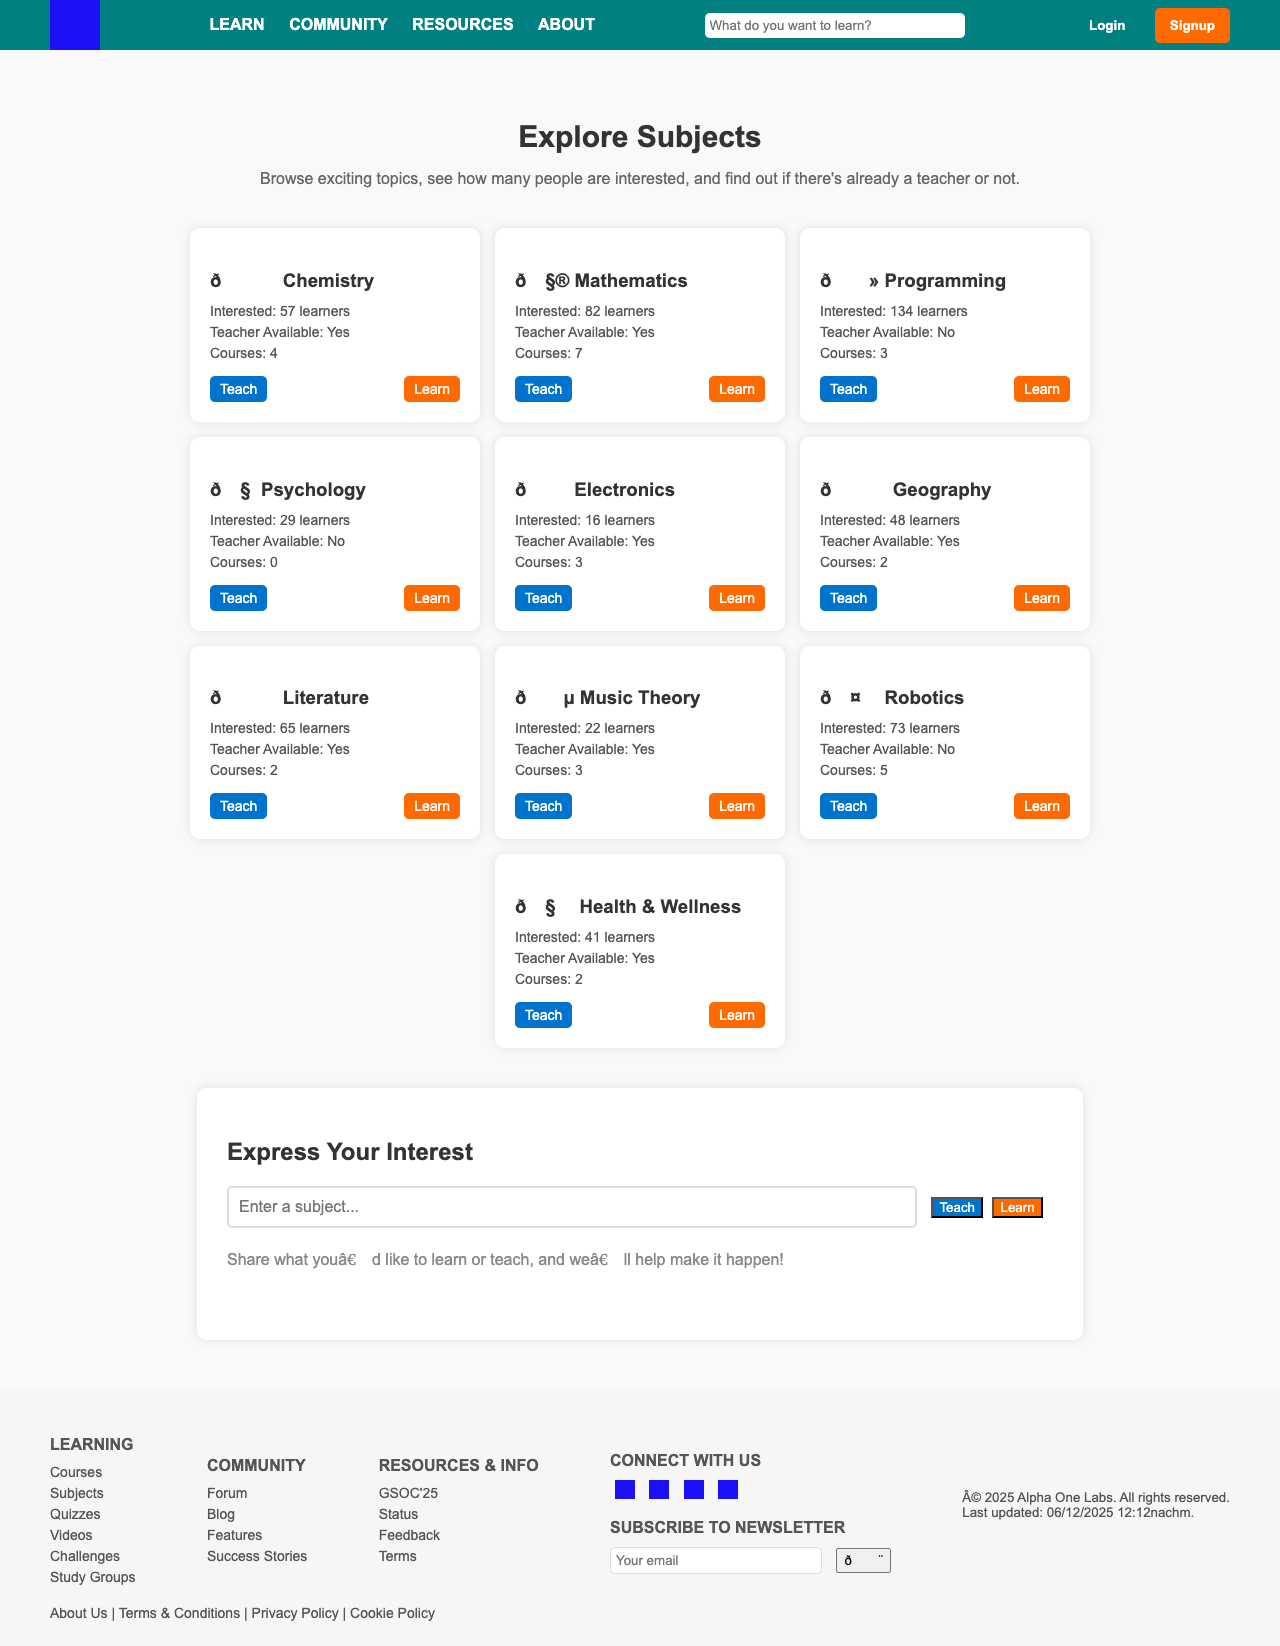 LEARN COMMUNITY RESOURCES ABOUT What do you want to learn? Login Signup
Explore Subjects
Browse exciting topics, see how many people are interested, and find out if there's already a teacher or not.
ð Chemistry
Interested: 57 learners
Teacher Available: Yes
Courses: 4
Teach Learn
ð §® Mathematics
Interested: 82 learners
Teacher Available: Yes
Courses: 7
Teach Learn
ð » Programming
Interested: 134 learners
Teacher Available: No
Courses: 3
Teach Learn
ð § Psychology
Interested: 29 learners
Teacher Available: No
Courses: 0
Teach Learn
ð Electronics
Interested: 16 learners
Teacher Available: Yes
Courses: 3
Teach Learn
ð Geography
Interested: 48 learners
Teacher Available: Yes
Courses: 2
Teach Learn
ð Literature
Interested: 65 learners
Teacher Available: Yes
Courses: 2
Teach Learn
ð µ Music Theory
Interested: 22 learners
Teacher Available: Yes
Courses: 3
Teach Learn
ð ¤ Robotics
Interested: 73 learners
Teacher Available: No
Courses: 5
Teach Learn
ð § Health & Wellness
Interested: 41 learners
Teacher Available: Yes
Courses: 2
Teach Learn
Express Your Interest
Enter a subject... Teach Learn
Share what youâ€ d like to learn or teach, and weâ€ ll help make it happen!
LEARNING
Courses
Subjects
Quizzes
Videos
Challenges
Study Groups
COMMUNITY
Forum
Blog
Features
Success Stories
RESOURCES & INFO
GSOC'25
Status
Feedback
Terms
CONNECT WITH US
SUBSCRIBE TO NEWSLETTER
Your email ð ¨
Â© 2025 Alpha One Labs. All rights reserved.
Last updated: 06/12/2025 12:12nachm.
About Us | Terms & Conditions | Privacy Policy | Cookie Policy